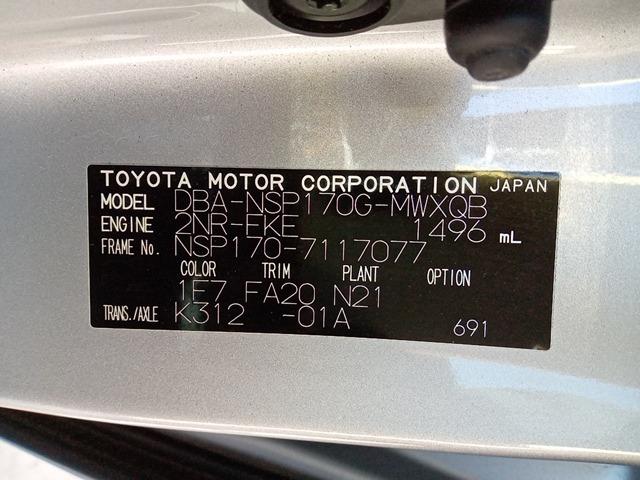 TOYOTA MOTOR CORPORATION JAPAN
MODEL DBA-NSP170G-MWXQB
ENGINE 2NR-FKE 1496 mL
FRAME No. NSP170-7117077
COLOR TRIM PLANT OPTION
1F7 FA20 N21
TRANS./AXLE K312 -01A
691